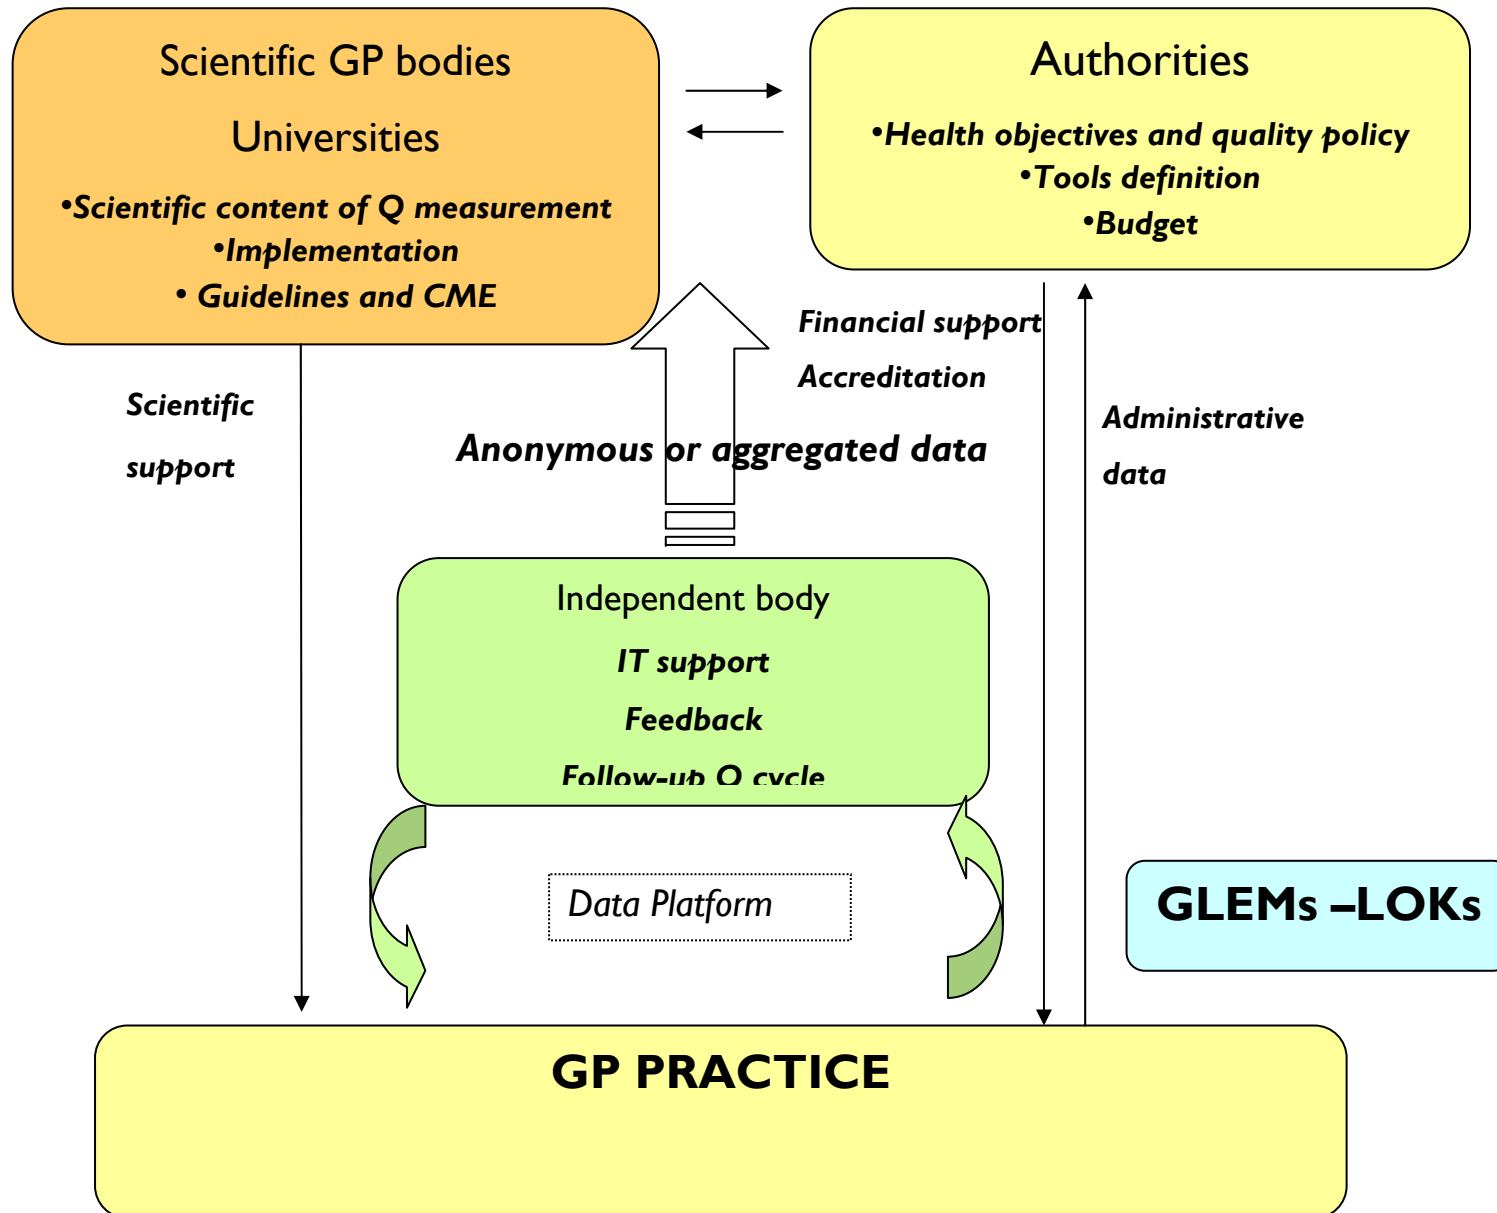 Scientific GP bodies
Universities
•Scientific content of Q measurement
•Implementation
• Guidelines and CME
Authorities
•Health objectives and quality policy
•Tools definition
•Budget
Financial support
Accreditation
Scientific
support
Anonymous or aggregated data
Administrative
data
Independent body
IT support
Feedback
Follow-up Q cycle
Data Platform
GLEMs –LOKs
GP PRACTICE